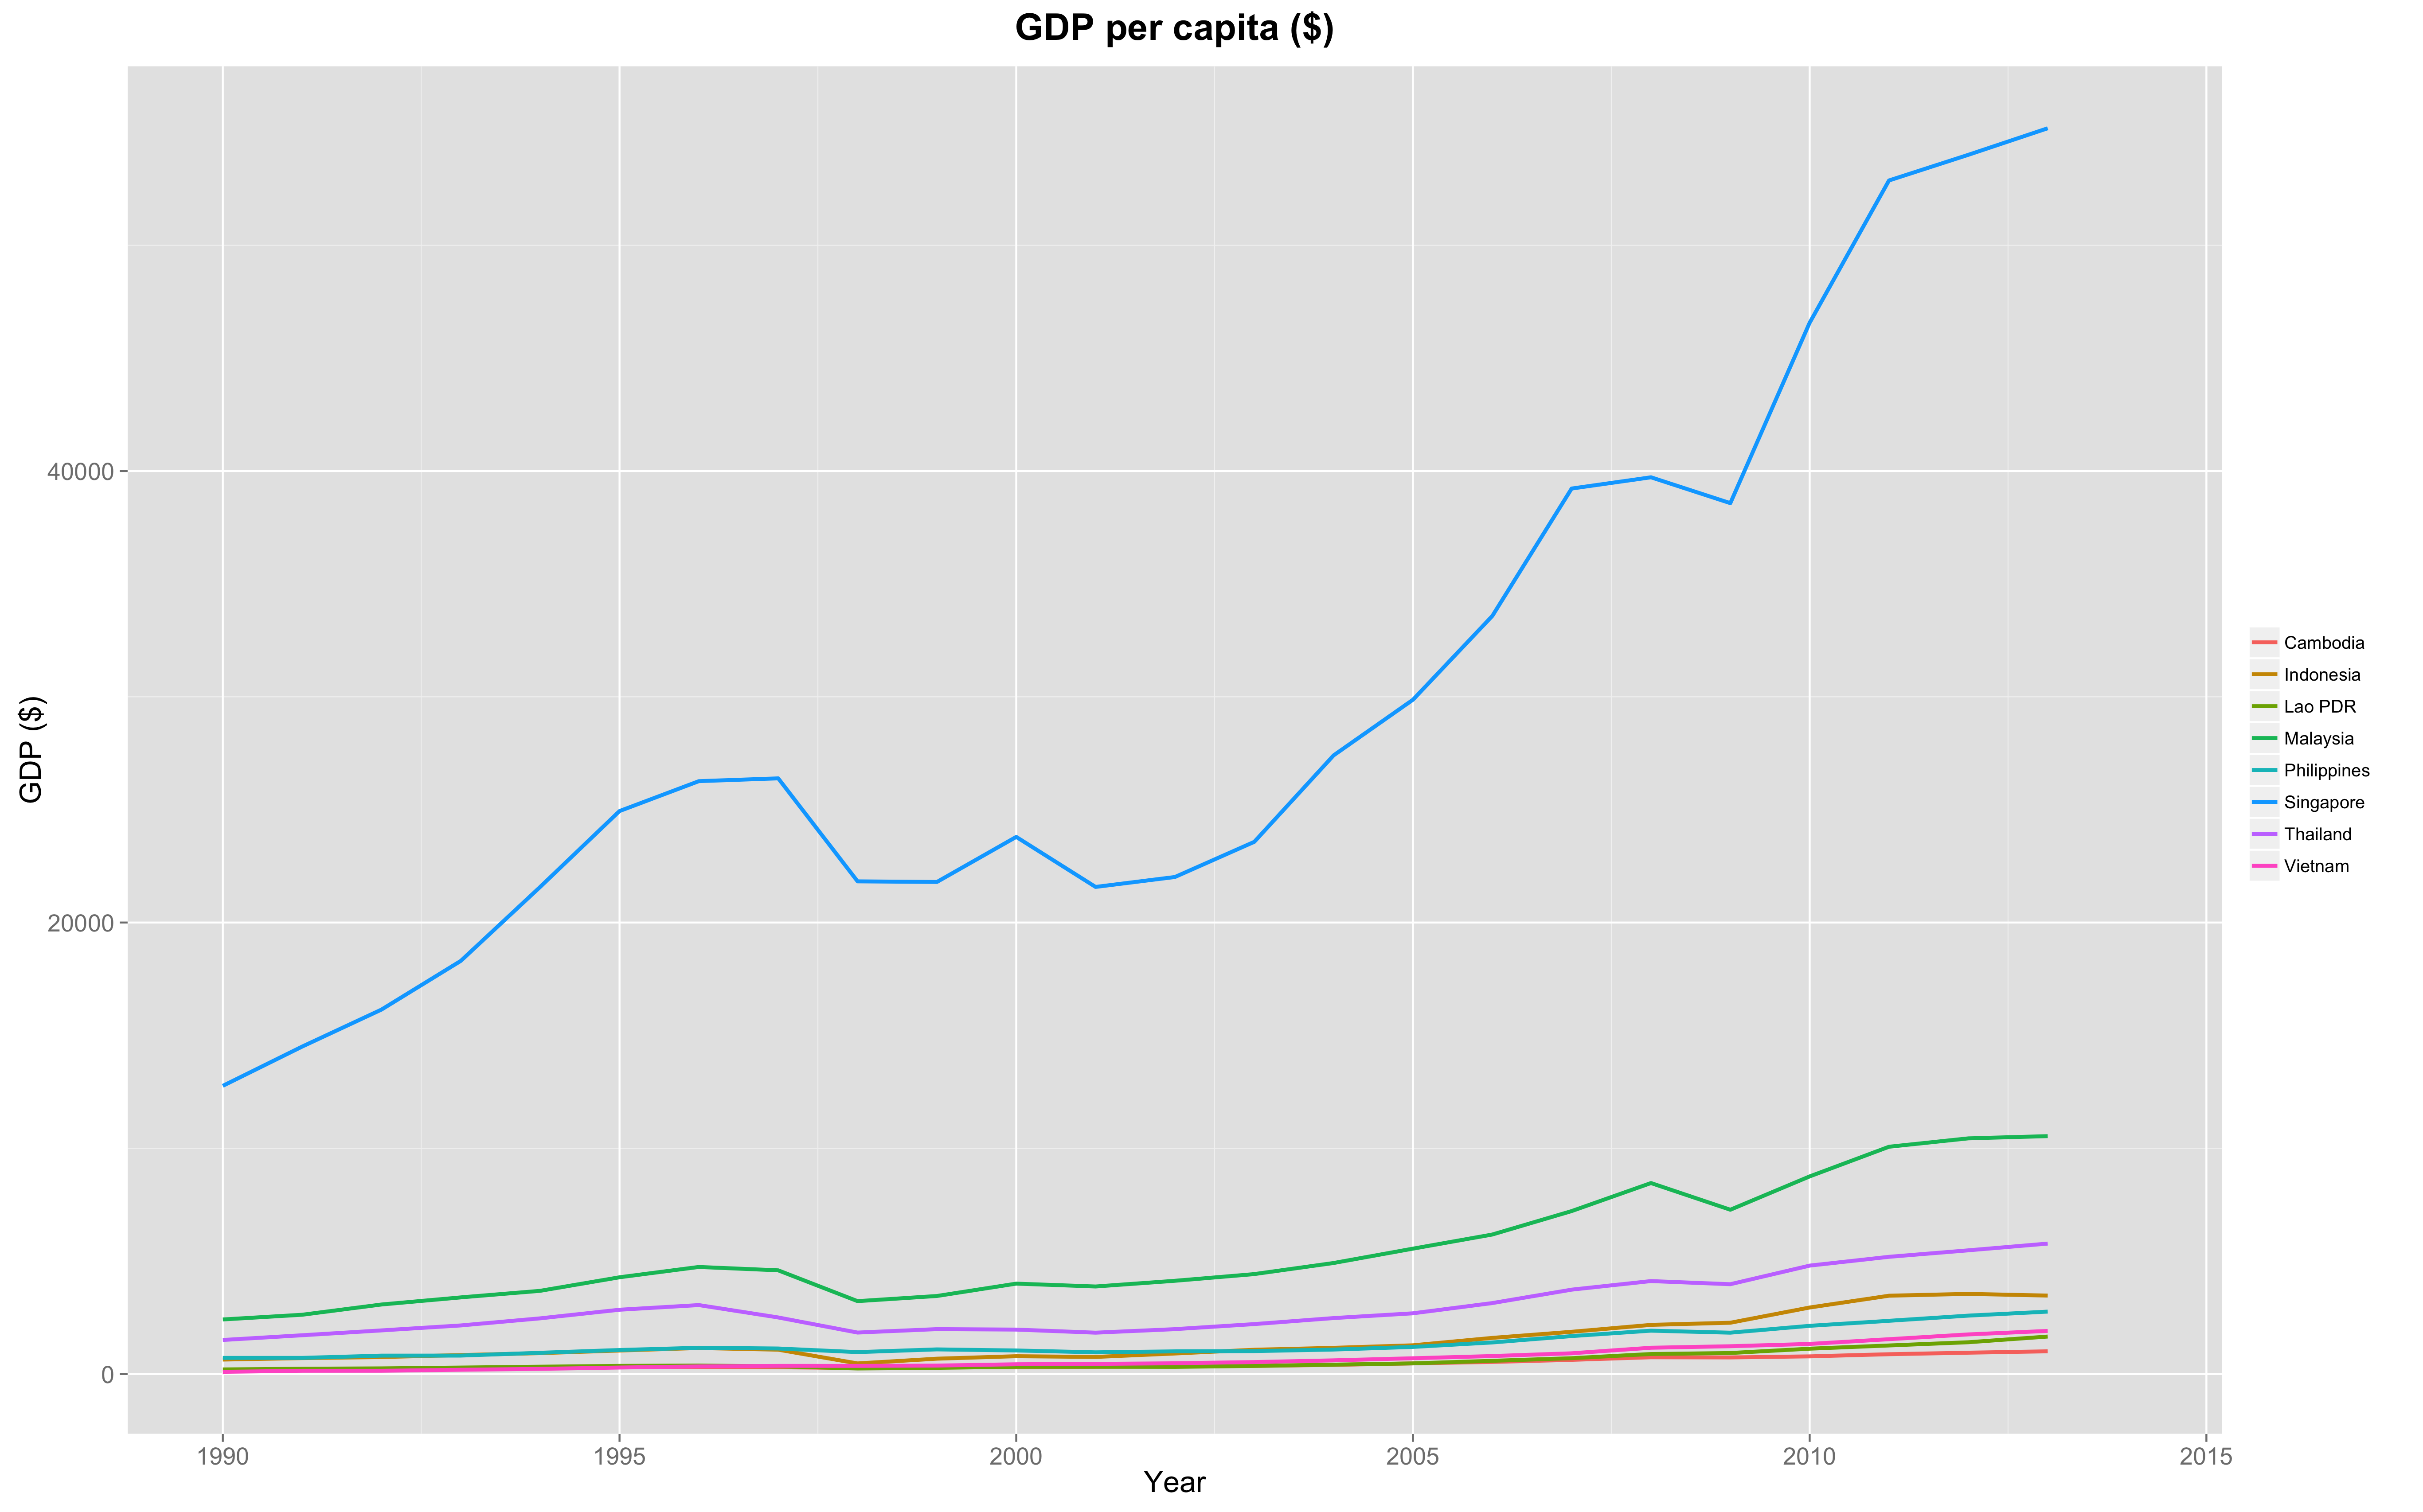 GDP per capita ($)
GDP ($)
40000
20000
0
1990 1995 2000 2005 2010 2015
Year
Cambodia
Indonesia
Lao PDR
Malaysia
Philippines
Singapore
Thailand
Vietnam